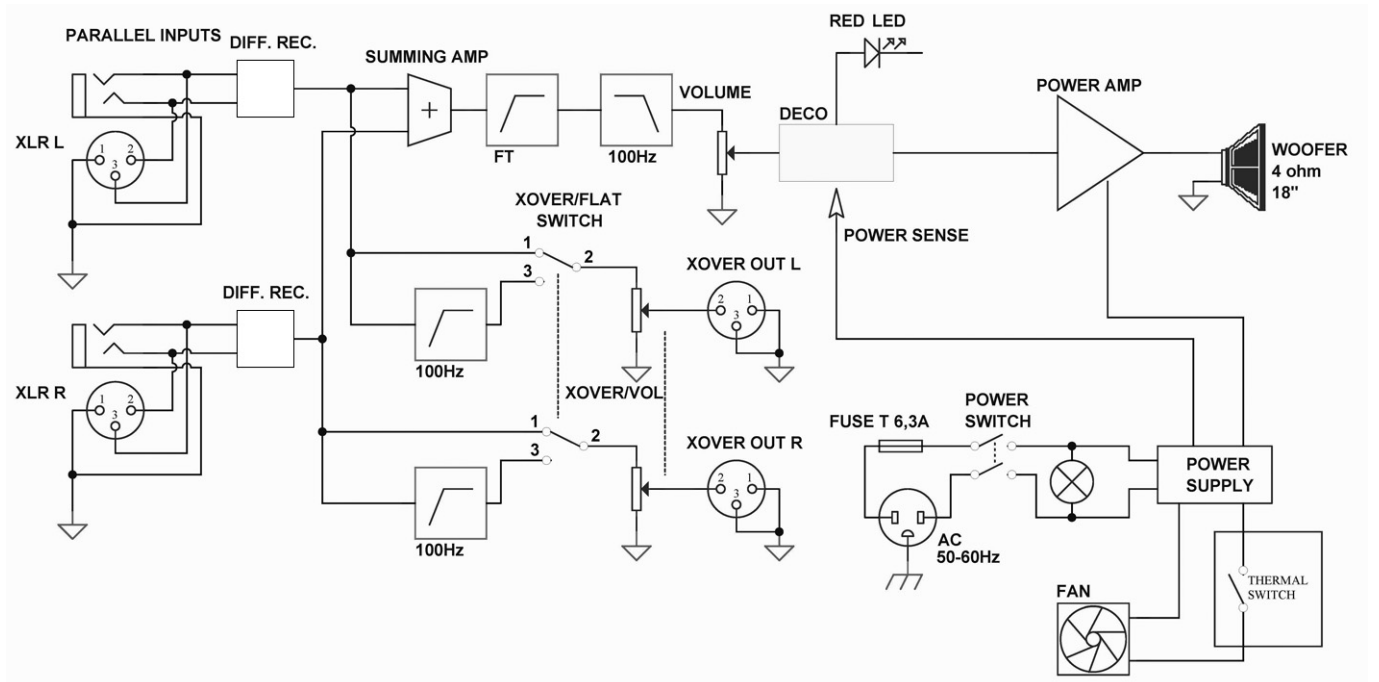 RED LED
PARALLEL INPUTS
DIFF. REC.
SUMMING AMP
POWER AMP
VOLUME
DECO
+
XLR L
1 2
3
FT
100Hz
WOOFER
4 ohm
18"
XOVER/FLAT
SWITCH
POWER SENSE
1
2
3
XOVER OUT L
2 1
3
DIFF. REC.
100Hz
XLR R
1 2
3
XOVER/VOL
1
2
3
XOVER OUT R
2 1
3
100Hz
FUSE T 6,3A
POWER
SWITCH
POWER
SUPPLY
AC
50-60Hz
THERMAL
SWITCH
FAN